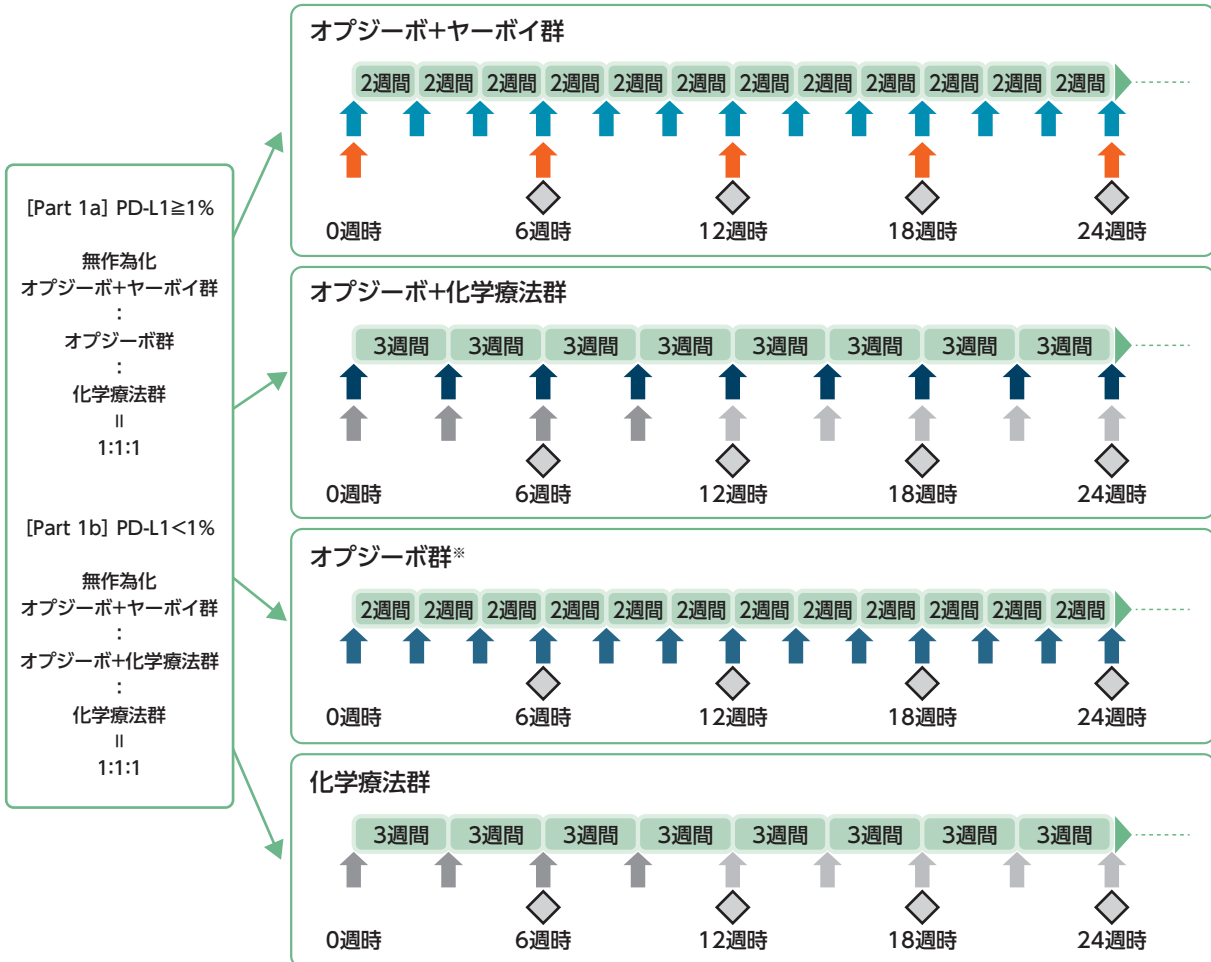 [Part 1a] PD-L1≧1%
無作為化
オプジーボ+ヤーボイ群
:
オプジーボ群
:
化学療法群
=
1:1:1
[Part 1b] PD-L1<1%
無作為化
オプジーボ+ヤーボイ群
:
オプジーボ+化学療法群
:
化学療法群
=
1:1:1
オプジーボ+ヤーボイ群
2週間 2週間 2週間 2週間 2週間 2週間 2週間 2週間 2週間 2週間 2週間 2週間
0週時 6週時 12週時 18週時 24週時
オプジーボ+化学療法群
3週間 3週間 3週間 3週間 3週間 3週間 3週間 3週間
0週時 6週時 12週時 18週時 24週時
オプジーボ群※
2週間 2週間 2週間 2週間 2週間 2週間 2週間 2週間 2週間 2週間 2週間 2週間
0週時 6週時 12週時 18週時 24週時
化学療法群
3週間 3週間 3週間 3週間 3週間 3週間 3週間 3週間
0週時 6週時 12週時 18週時 24週時